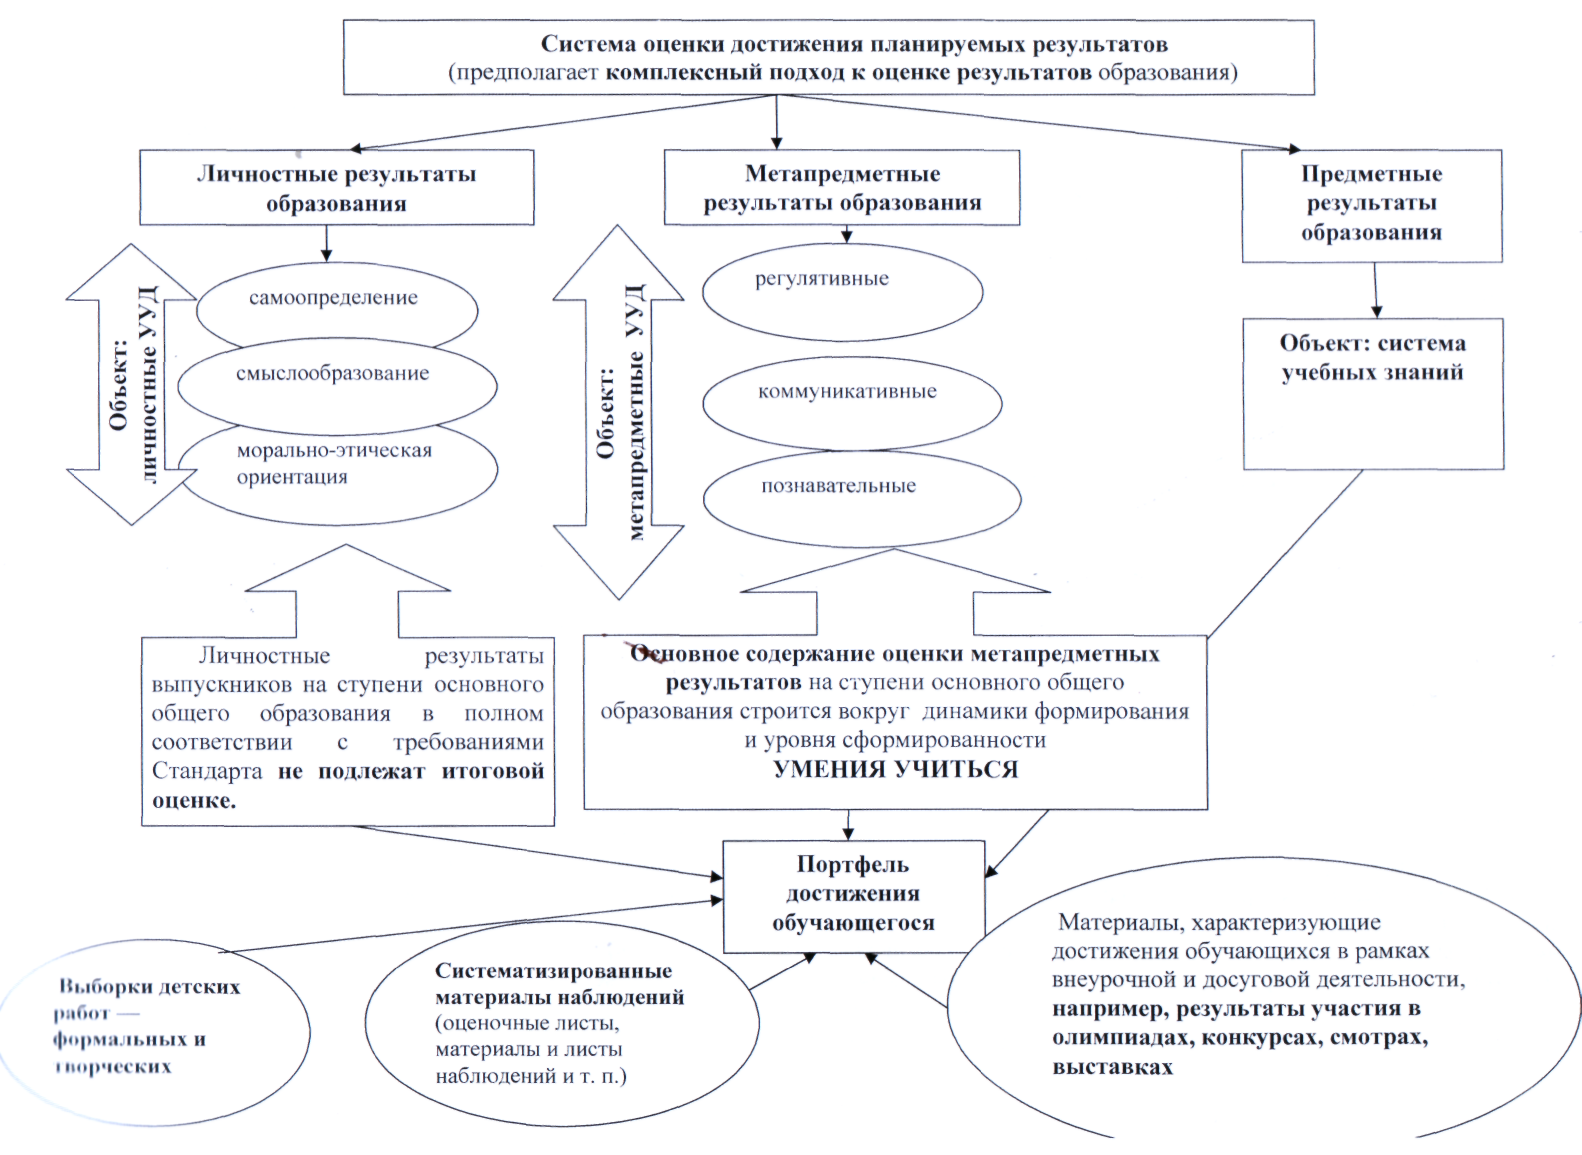 Система оценки достижения планируемых результатов
(предполагает комплексный подход к оценке результатов образования)
Личностные результаты
образования
Метапредметные
результаты образования
Предметные
результаты
образования
Объект:
личностные УУД
самоопределение
смыслообразование
морально-этическая
ориентация
Объект:
метапредметные УУД
регулятивные
коммуникативные
познавательные
Объект: система
учебных знаний
Личностные результаты
выпускников на ступени основного
общего образования в полном
соответствии с требованиями
Стандарта не подлежат итоговой
оценке.
Основное содержание оценки метапредметных
результатов на ступени основного общего
образования строится вокруг динамики формирования
и уровня сформированности
УМЕНИЯ УЧИТЬСЯ
Портфель
достижения
обучающегося
Выборки детских
работ —
формальных и
творческих
Систематизированные
материалы наблюдений
(оценочные листы,
материалы и листы
наблюдений и т. п.)
Материалы, характеризующие
достижения обучающихся в рамках
внеурочной и досуговой деятельности,
например, результаты участия в
олимпиадах, конкурсах, смотрах,
выставках